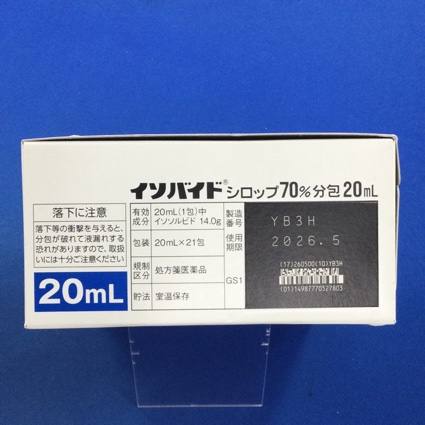 イソバイド®シロップ70%分包20mL
落下に注意
落下等の衝撃を与えると、
分包が破れて液漏れする
恐れがありますので、取扱
いには十分ご注意ください
20mL
有効
成分
20mL(1包)中
イソソルビド 14.0g
包装
20mL×21包
規制
区分
処方箋医薬品
貯法
室温保存
製造
番号
YB3H
使用
期限
2026.5
GS1
(17)260500(10)YB3H
(01)14987770527803